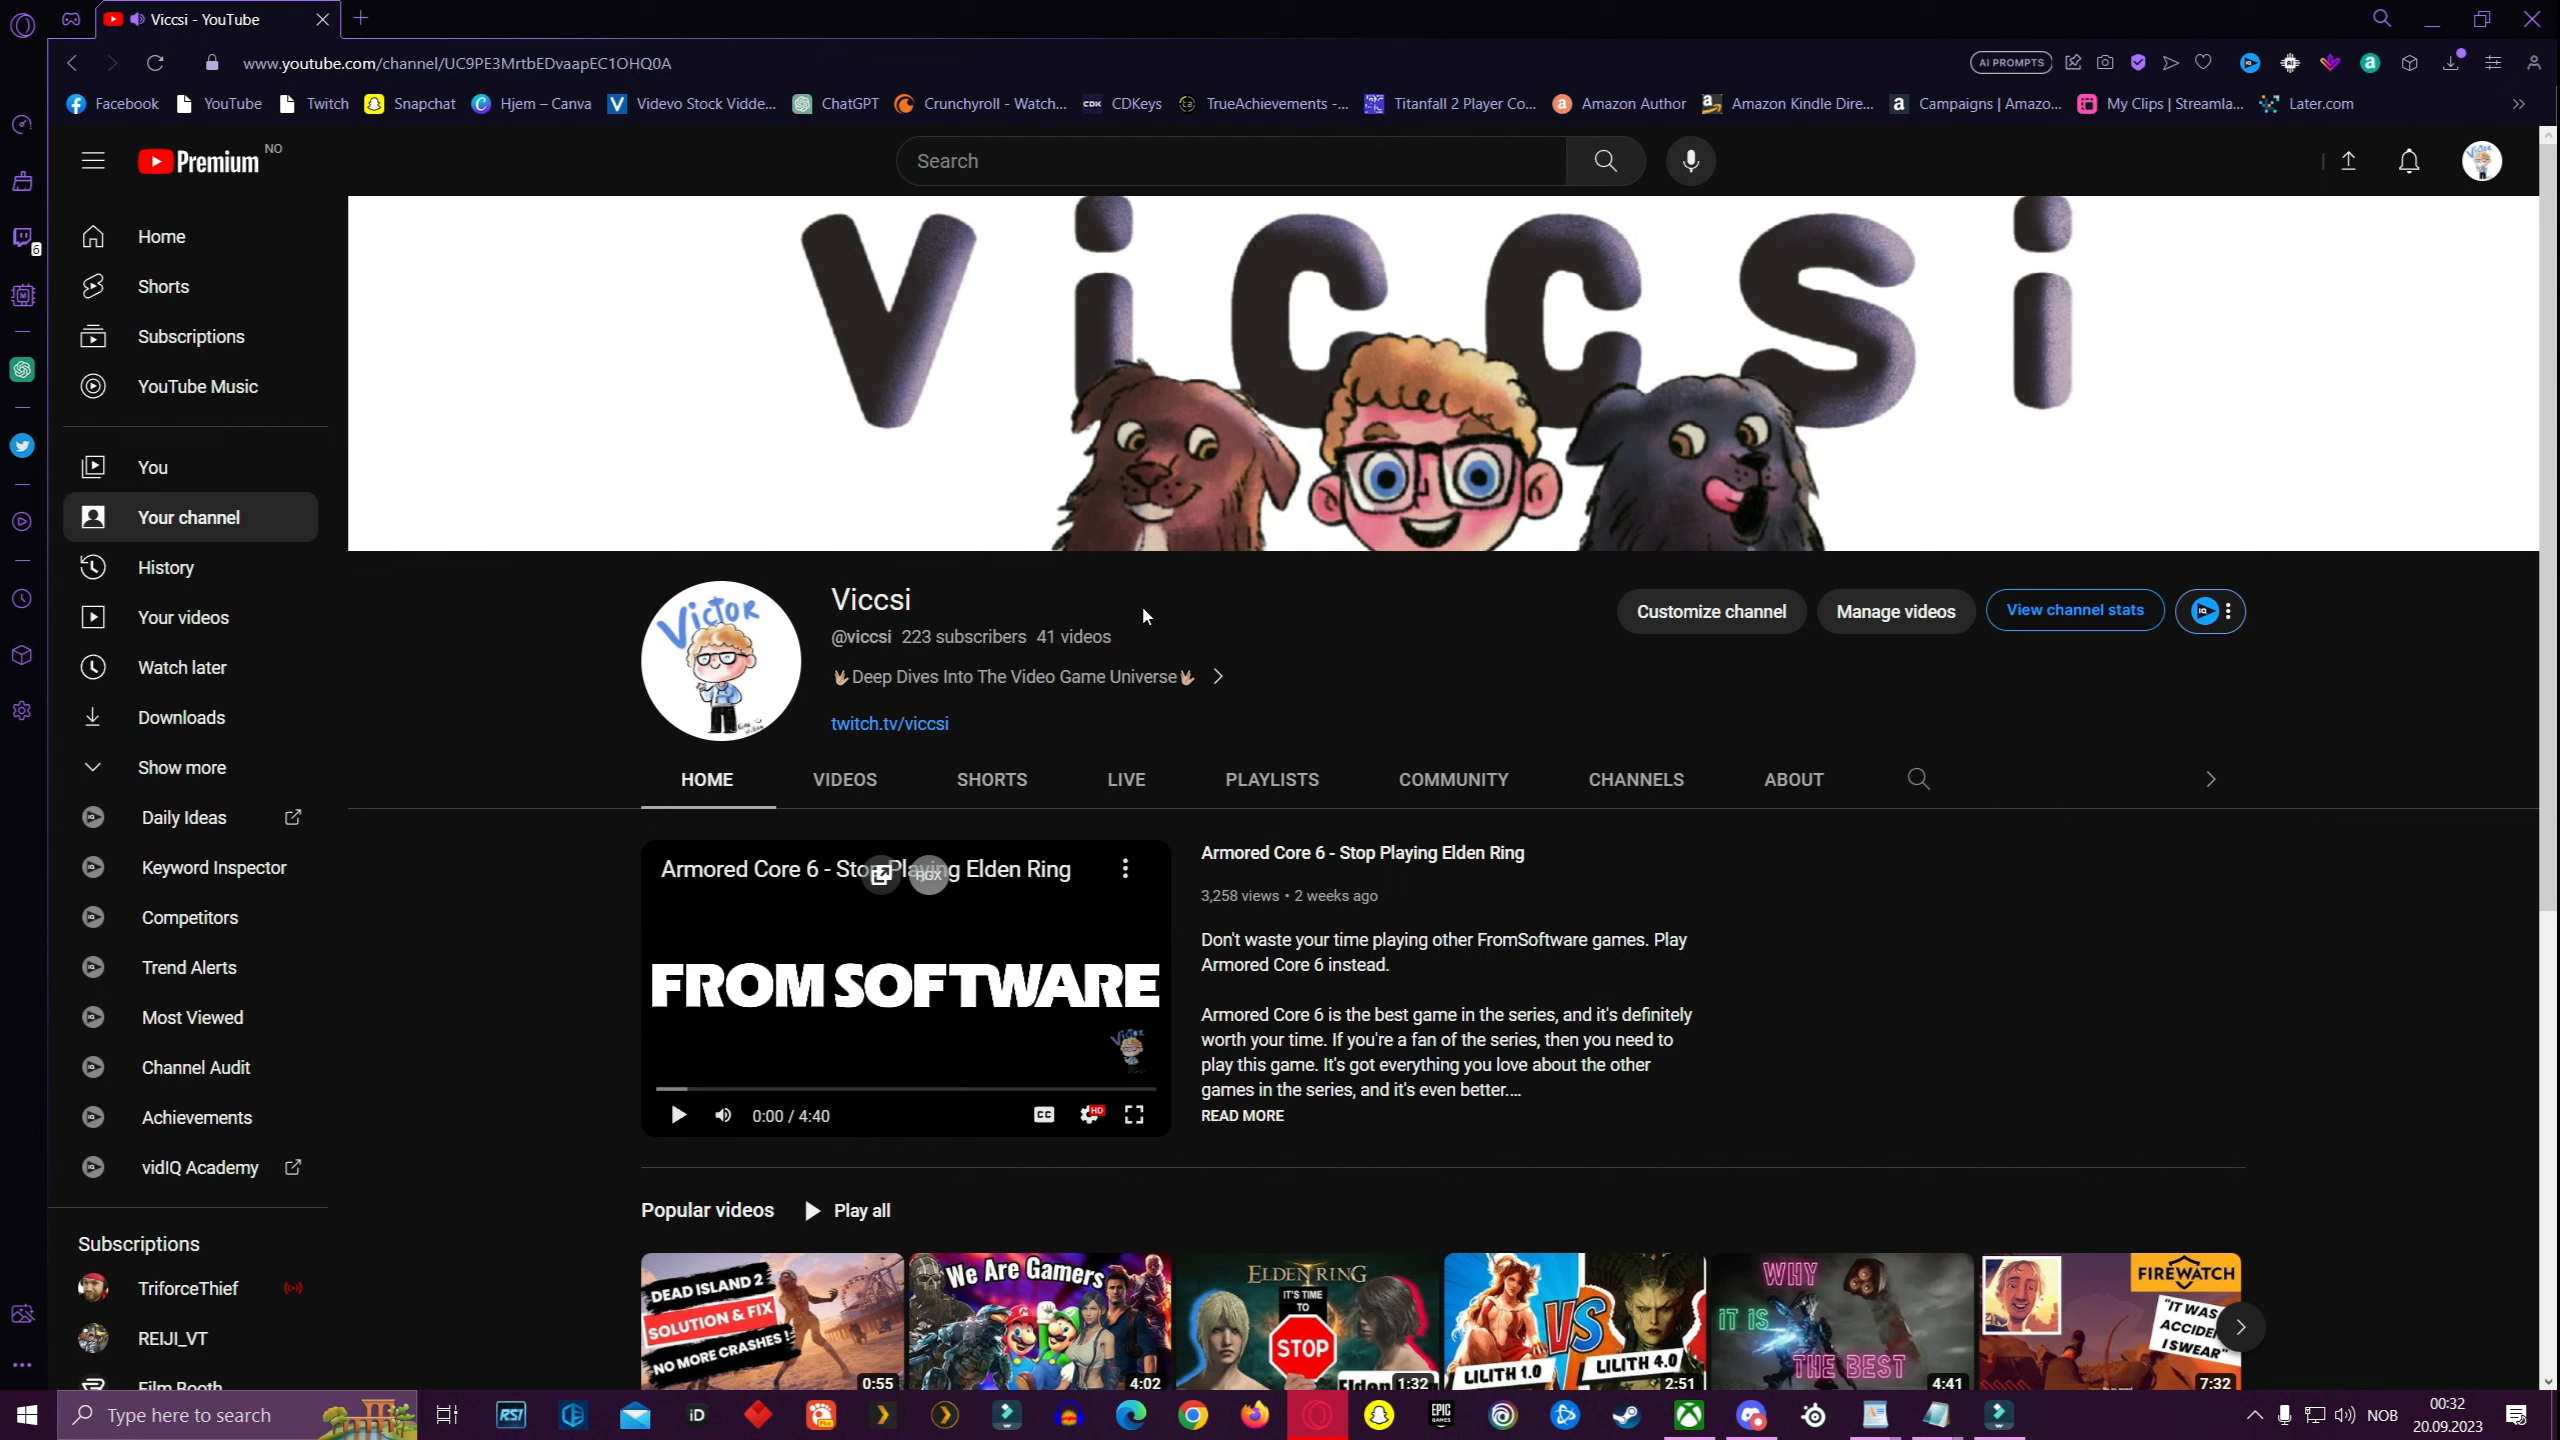 Viccsi - YouTube
www.youtube.com/channel/UC9PE3MrtbEDvaapEC1OHQ0A
AI PROMPTS
Facebook YouTube Twitch Snapchat Hjem – Canva Videvo Stock Vidde... ChatGPT Crunchyroll - Watch... CDKeys TrueAchievements -... Titanfall 2 Player Co... Amazon Author Amazon Kindle Dire... Campaigns | Amazo... My Clips | Streamla... Later.com
Premium NO
Search
Home
Shorts
Subscriptions
YouTube Music
You
Your channel
History
Your videos
Watch later
Downloads
Show more
Daily Ideas
Keyword Inspector
Competitors
Trend Alerts
Most Viewed
Channel Audit
Achievements
vidIQ Academy
Subscriptions
TriforceThief
REIJI_VT
Film Booth
Viccsi
VICTOR
Viccsi
@viccsi 223 subscribers 41 videos
Deep Dives Into The Video Game Universe
twitch.tv/viccsi
Customize channel Manage videos View channel stats
HOME VIDEOS SHORTS LIVE PLAYLISTS COMMUNITY CHANNELS ABOUT
Armored Core 6 - Stop Playing Elden Ring
FROMSOFTWARE
0:00 / 4:40
CC HD
Armored Core 6 - Stop Playing Elden Ring
3,258 views • 2 weeks ago
Don't waste your time playing other FromSoftware games. Play
Armored Core 6 instead.
Armored Core 6 is the best game in the series, and it's definitely
worth your time. If you're a fan of the series, then you need to
play this game. It's got everything you love about the other
games in the series, and it's even better....
READ MORE
Popular videos Play all
DEAD ISLAND 2
SOLUTION & FIX
NO MORE CRASHES!
0:55
We Are Gamers
4:02
ELDEN RING
IT'S TIME
TO
STOP
Elden
1:32
VS
LILITH 1.0
LILITH 4.0
2:51
WHY
IT IS
THE BEST
4:41
FIREWATCH
"IT WAS
I SWEAR"
7:32
Type here to search
RSI
iD
EPIC
GAMES
NOB
00:32
20.09.2023